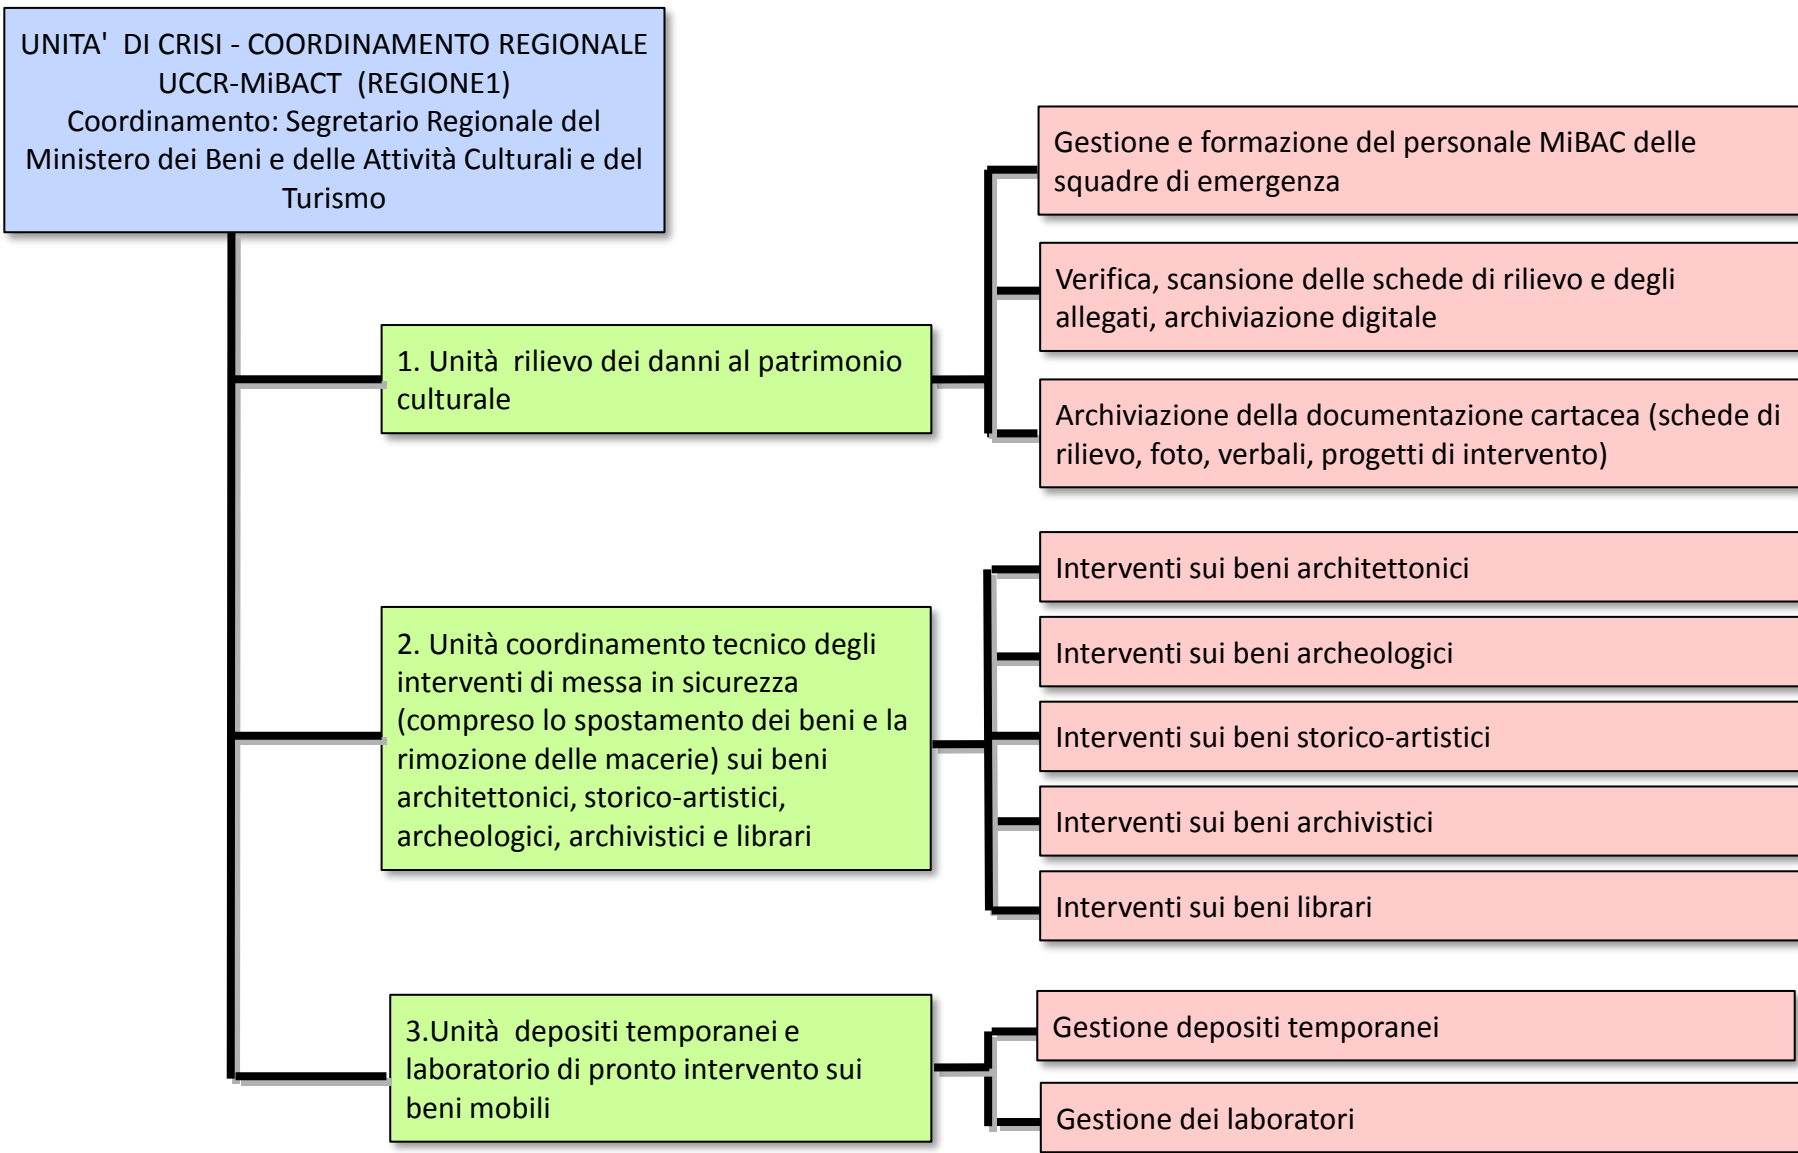 UNITA' DI CRISI - COORDINAMENTO REGIONALE
UCCR-MiBACT (REGIONE1)
Coordinamento: Segretario Regionale del
Ministero dei Beni e delle Attività Culturali e del
Turismo
1. Unità rilievo dei danni al patrimonio
culturale
Gestione e formazione del personale MiBAC delle
squadre di emergenza
Verifica, scansione delle schede di rilievo e degli
allegati, archiviazione digitale
Archiviazione della documentazione cartacea (schede di
rilievo, foto, verbali, progetti di intervento)
2. Unità coordinamento tecnico degli
interventi di messa in sicurezza
(compreso lo spostamento dei beni e la
rimozione delle macerie) sui beni
architettonici, storico-artistici,
archeologici, archivistici e librari
Interventi sui beni architettonici
Interventi sui beni archeologici
Interventi sui beni storico-artistici
Interventi sui beni archivistici
Interventi sui beni librari
3.Unità depositi temporanei e
laboratorio di pronto intervento sui
beni mobili
Gestione depositi temporanei
Gestione dei laboratori